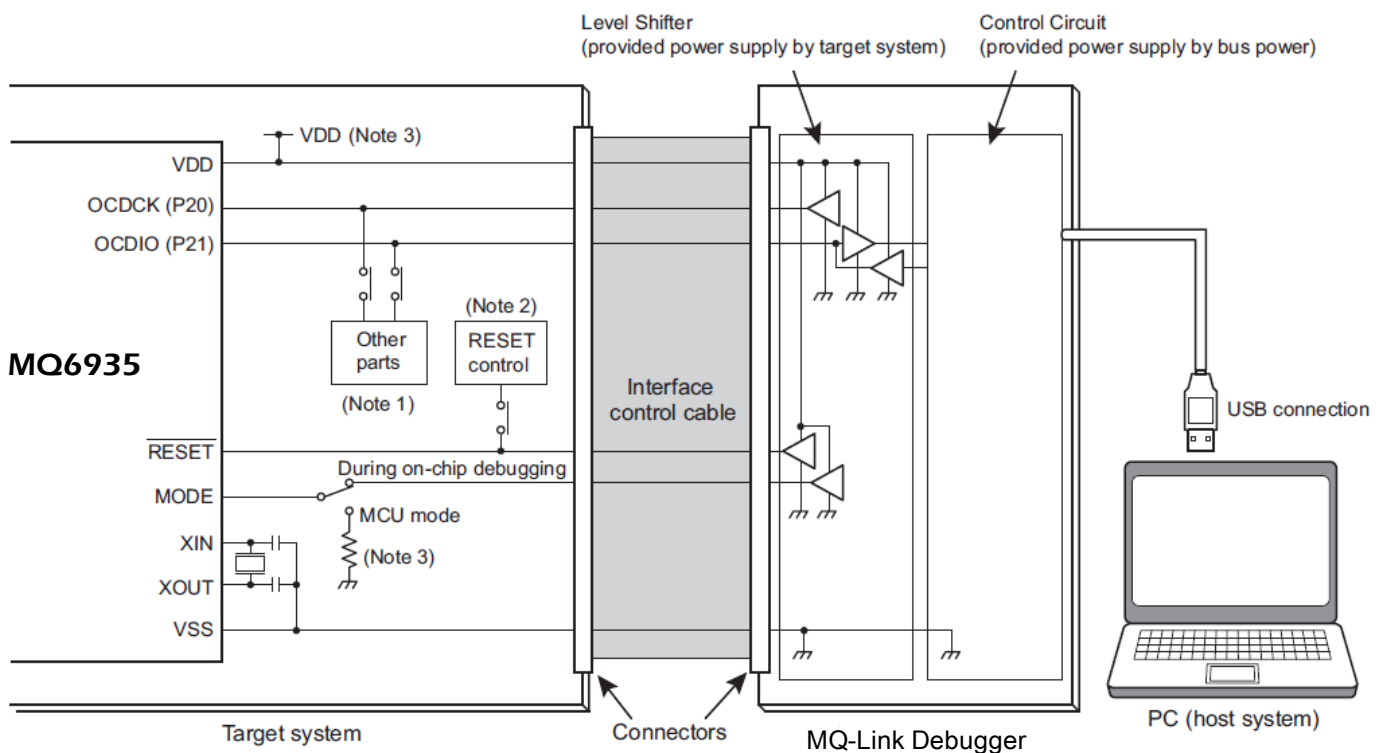 Level Shifter
(provided power supply by target system)
Control Circuit
(provided power supply by bus power)
VDD (Note 3)
VDD
OCDCK (P20)
OCDIO (P21)
(Note 2)
Other
parts
RESET
control
MQ6935
(Note 1)
Interface
control cable
USB connection
RESET
During on-chip debugging
MODE
MCU mode
XIN
(Note 3)
XOUT
VSS
Target system
Connectors
MQ-Link Debugger
PC (host system)